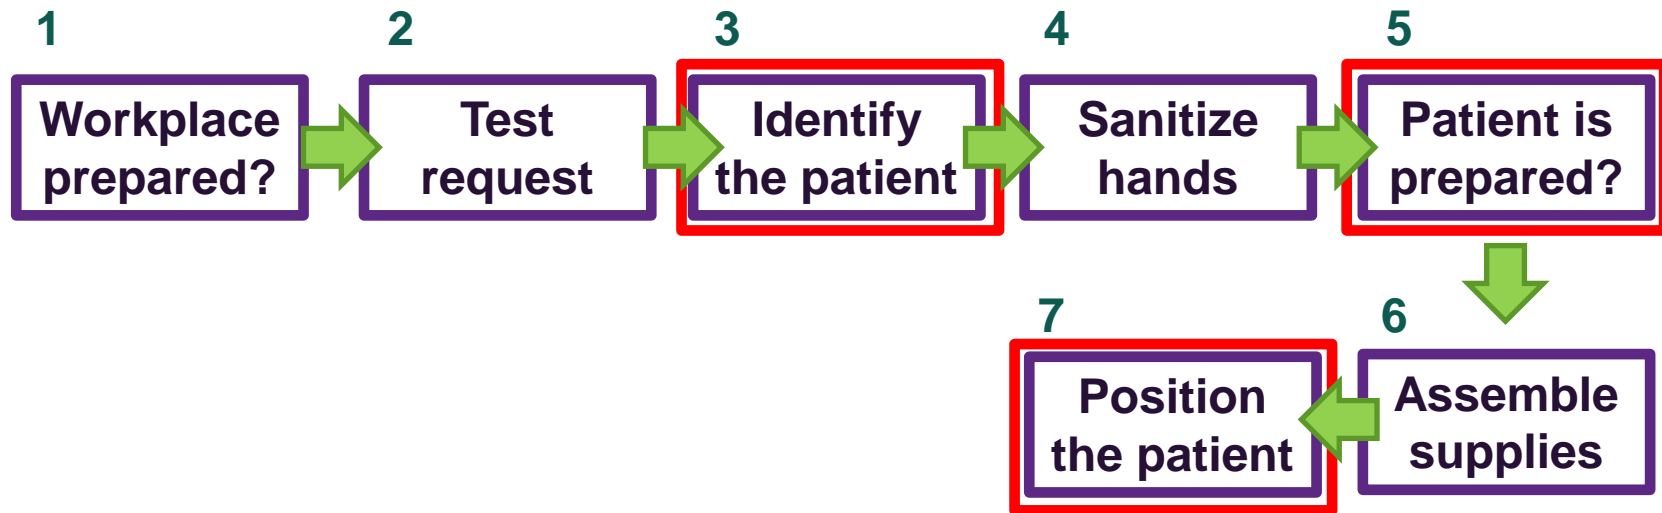 1
Workplace
prepared?
2
Test
request
3
Identify
the patient
4
Sanitize
hands
5
Patient is
prepared?
6
Assemble
supplies
7
Position
the patient